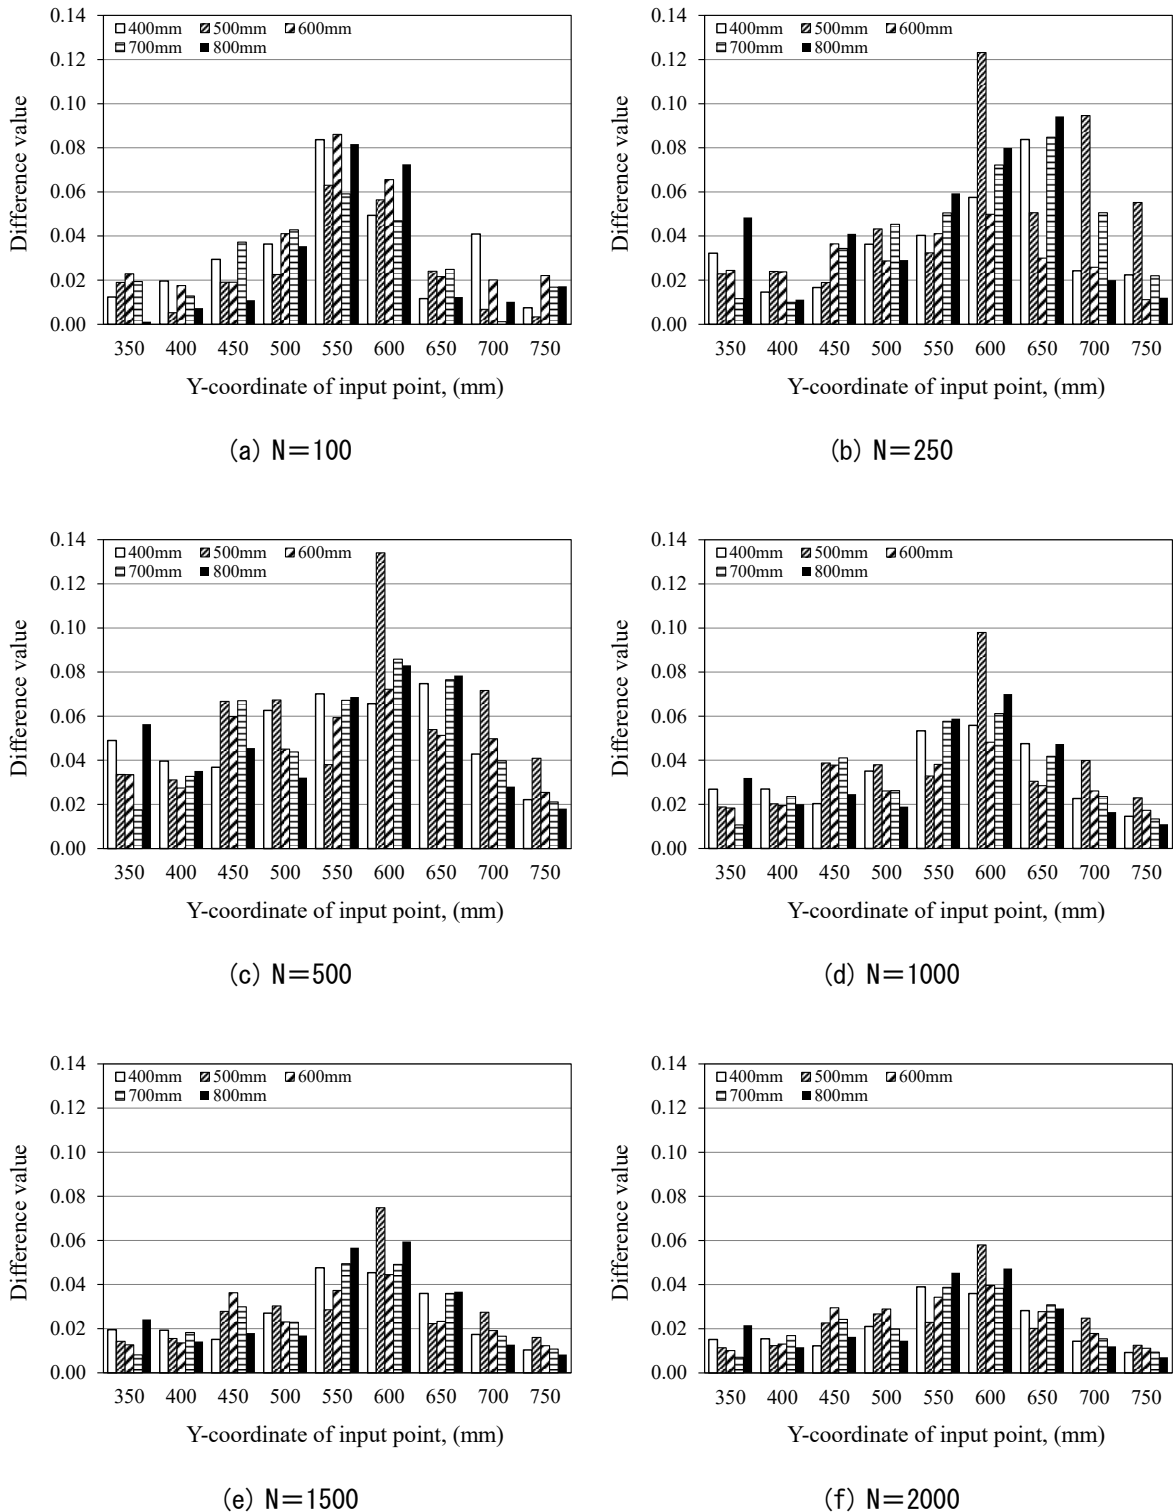 0.14
0.12
0.10
0.08
0.06
0.04
0.02
0.00
Difference value
400mm 500mm 600mm
700mm 800mm
350 400 450 500 550 600 650 700 750
Y-coordinate of input point, (mm)
(a) N＝100
0.14
0.12
0.10
0.08
0.06
0.04
0.02
0.00
Difference value
400mm 500mm 600mm
700mm 800mm
350 400 450 500 550 600 650 700 750
Y-coordinate of input point, (mm)
(b) N＝250
0.14
0.12
0.10
0.08
0.06
0.04
0.02
0.00
Difference value
400mm 500mm 600mm
700mm 800mm
350 400 450 500 550 600 650 700 750
Y-coordinate of input point, (mm)
(c) N＝500
0.14
0.12
0.10
0.08
0.06
0.04
0.02
0.00
Difference value
400mm 500mm 600mm
700mm 800mm
350 400 450 500 550 600 650 700 750
Y-coordinate of input point, (mm)
(d) N＝1000
0.14
0.12
0.10
0.08
0.06
0.04
0.02
0.00
Difference value
400mm 500mm 600mm
700mm 800mm
350 400 450 500 550 600 650 700 750
Y-coordinate of input point, (mm)
(e) N＝1500
0.14
0.12
0.10
0.08
0.06
0.04
0.02
0.00
Difference value
400mm 500mm 600mm
700mm 800mm
350 400 450 500 550 600 650 700 750
Y-coordinate of input point, (mm)
(f) N＝2000